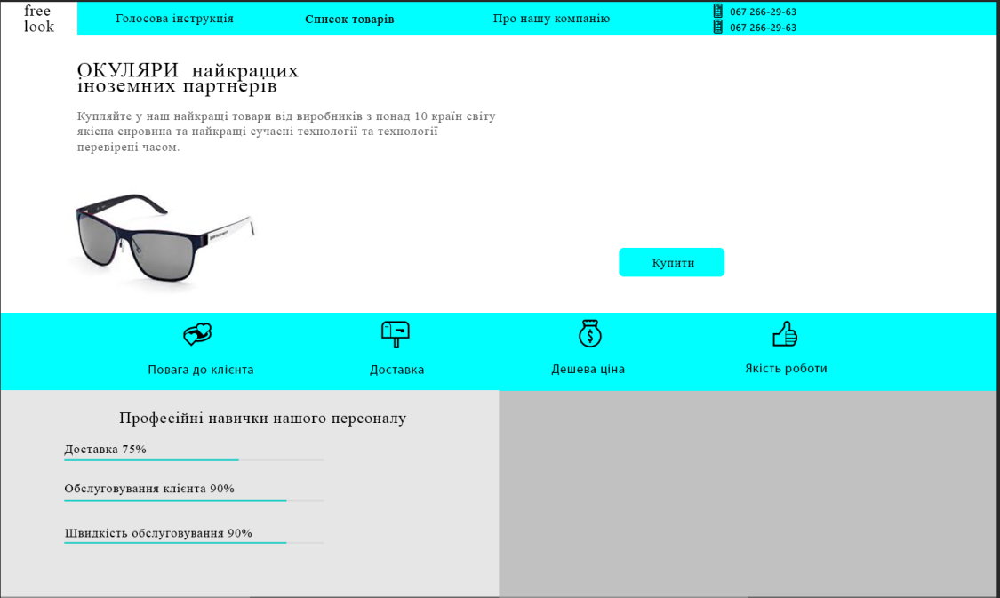 free
look
Голосова інструкція
Список товарів
Про нашу компанію
067 266-29-63
067 266-29-63
ОКУЛЯРИ найкращих
іноземних партнерів
Купляйте у наш найкращі товари від виробників з понад 10 країн світу
якісна сировина та найкращі сучасні технології та технології
перевірені часом.
Купити
Повага до клієнта
Доставка
Дешева ціна
Якість роботи
Професійні навички нашого персоналу
Доставка 75%
Обслуговування клієнта 90%
Швидкість обслуговування 90%